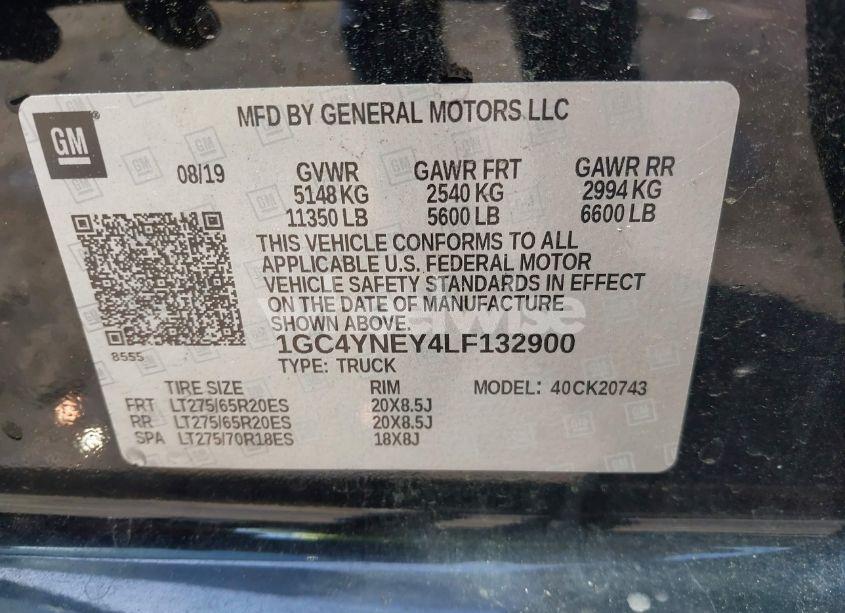 GM
MFD BY GENERAL MOTORS LLC
08/19 GVWR GAWR FRT GAWR RR
5148 KG 2540 KG 2994 KG
11350 LB 5600 LB 6600 LB
THIS VEHICLE CONFORMS TO ALL
APPLICABLE U.S. FEDERAL MOTOR
VEHICLE SAFETY STANDARDS IN EFFECT
ON THE DATE OF MANUFACTURE
SHOWN ABOVE.
8555
1GC4YNEY4LF132900
TYPE: TRUCK
TIRE SIZE RIM MODEL: 40CK20743
FRT LT275/65R20ES 20X8.5J
RR LT275/65R20ES 20X8.5J
SPA LT275/70R18ES 18X8J